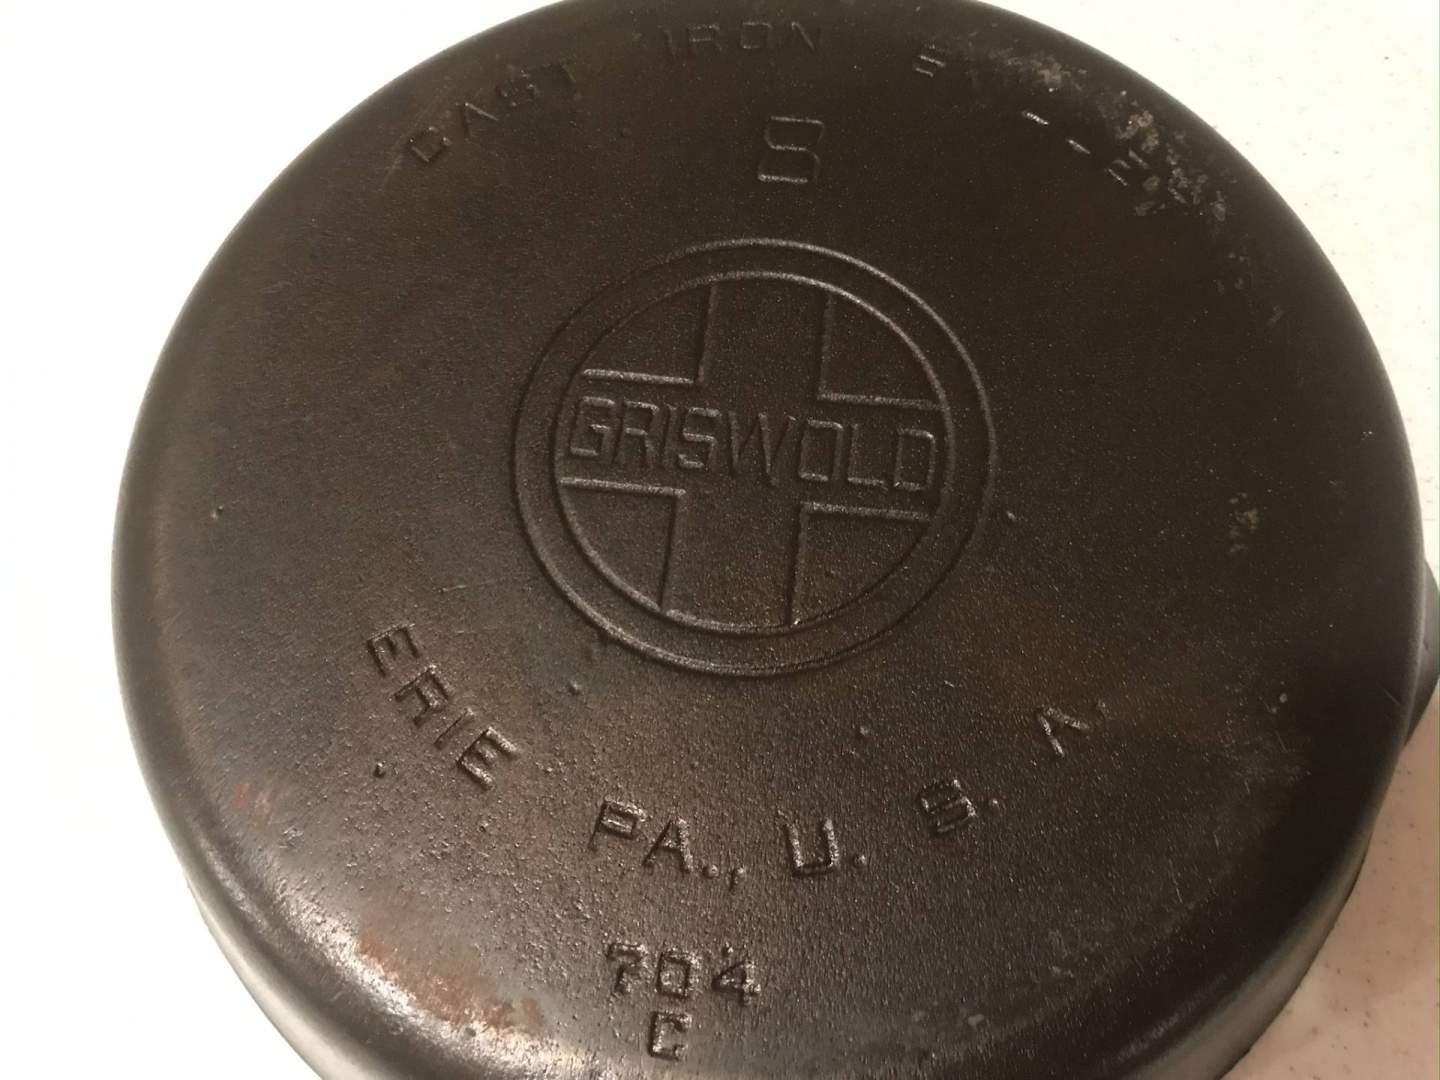 CAST IRON
8
GRISWOLD
ERIE PA., U. S. A.
704
C